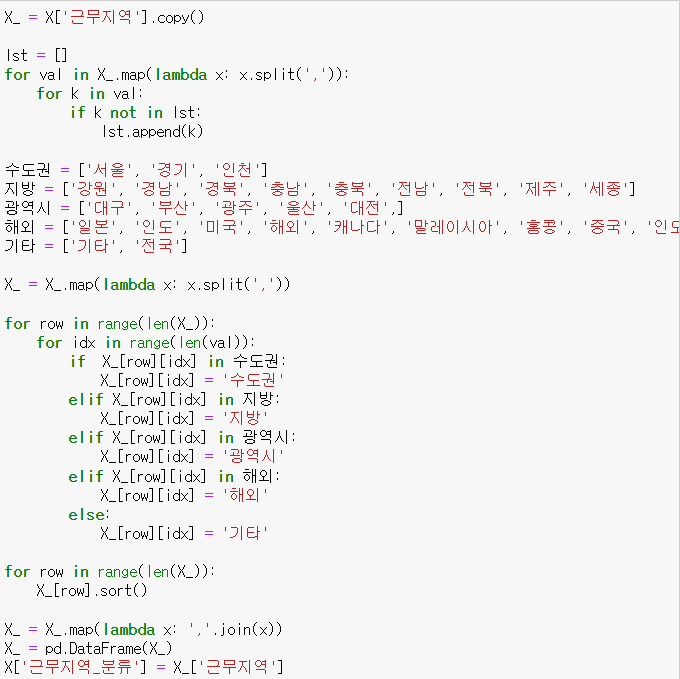 X_ = X['근무지역'].copy()
lst = []
for val in X_.map(lambda x: x.split(',')):
    for k in val:
        if k not in lst:
            lst.append(k)
수도권 = ['서울', '경기', '인천']
지방 = ['강원', '경남', '경북', '충남', '충북', '전남', '전북', '제주', '세종']
광역시 = ['대구', '부산', '광주', '울산', '대전',]
해외 = ['일본', '인도', '미국', '해외', '캐나다', '말레이시아', '홍콩', '중국', '인도
기타 = ['기타', '전국']
X_ = X_.map(lambda x: x.split(','))
for row in range(len(X_)):
    for idx in range(len(val)):
        if  X_[row][idx] in 수도권:
            X_[row][idx] = '수도권'
        elif X_[row][idx] in 지방:
            X_[row][idx] = '지방'
        elif X_[row][idx] in 광역시:
            X_[row][idx] = '광역시'
        elif X_[row][idx] in 해외:
            X_[row][idx] = '해외'
        else:
            X_[row][idx] = '기타'
for row in range(len(X_)):
    X_[row].sort()
X_ = X_.map(lambda x: ','.join(x))
X_ = pd.DataFrame(X_)
X['근무지역_분류'] = X_['근무지역']